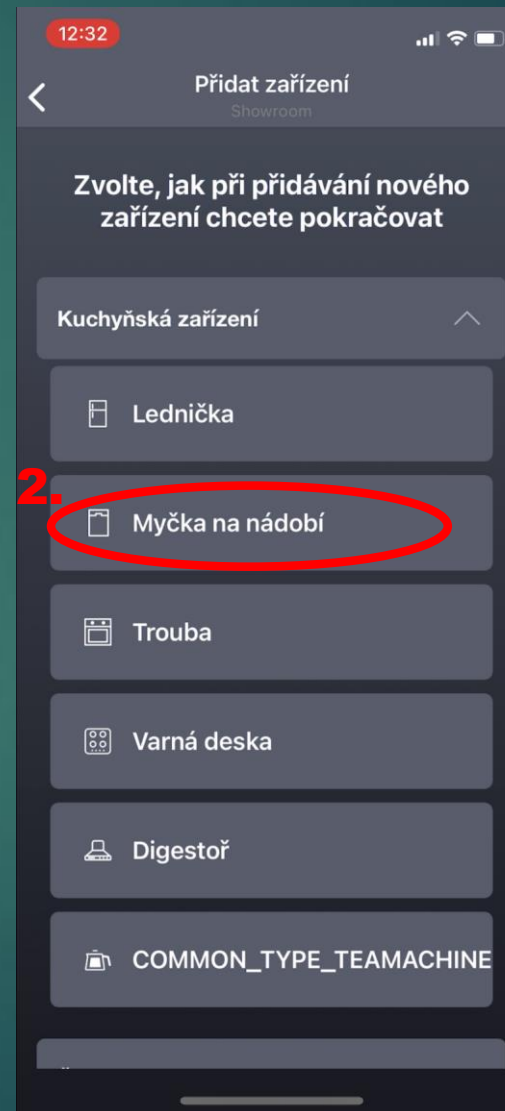 12:32
Přidat zařízení
Showroom
Zvolte, jak při přidávání nového
zařízení chcete pokračovat
Kuchyňská zařízení
Lednička
2.
Myčka na nádobí
Trouba
Varná deska
Digestoř
COMMON_TYPE_TEAMACHINE